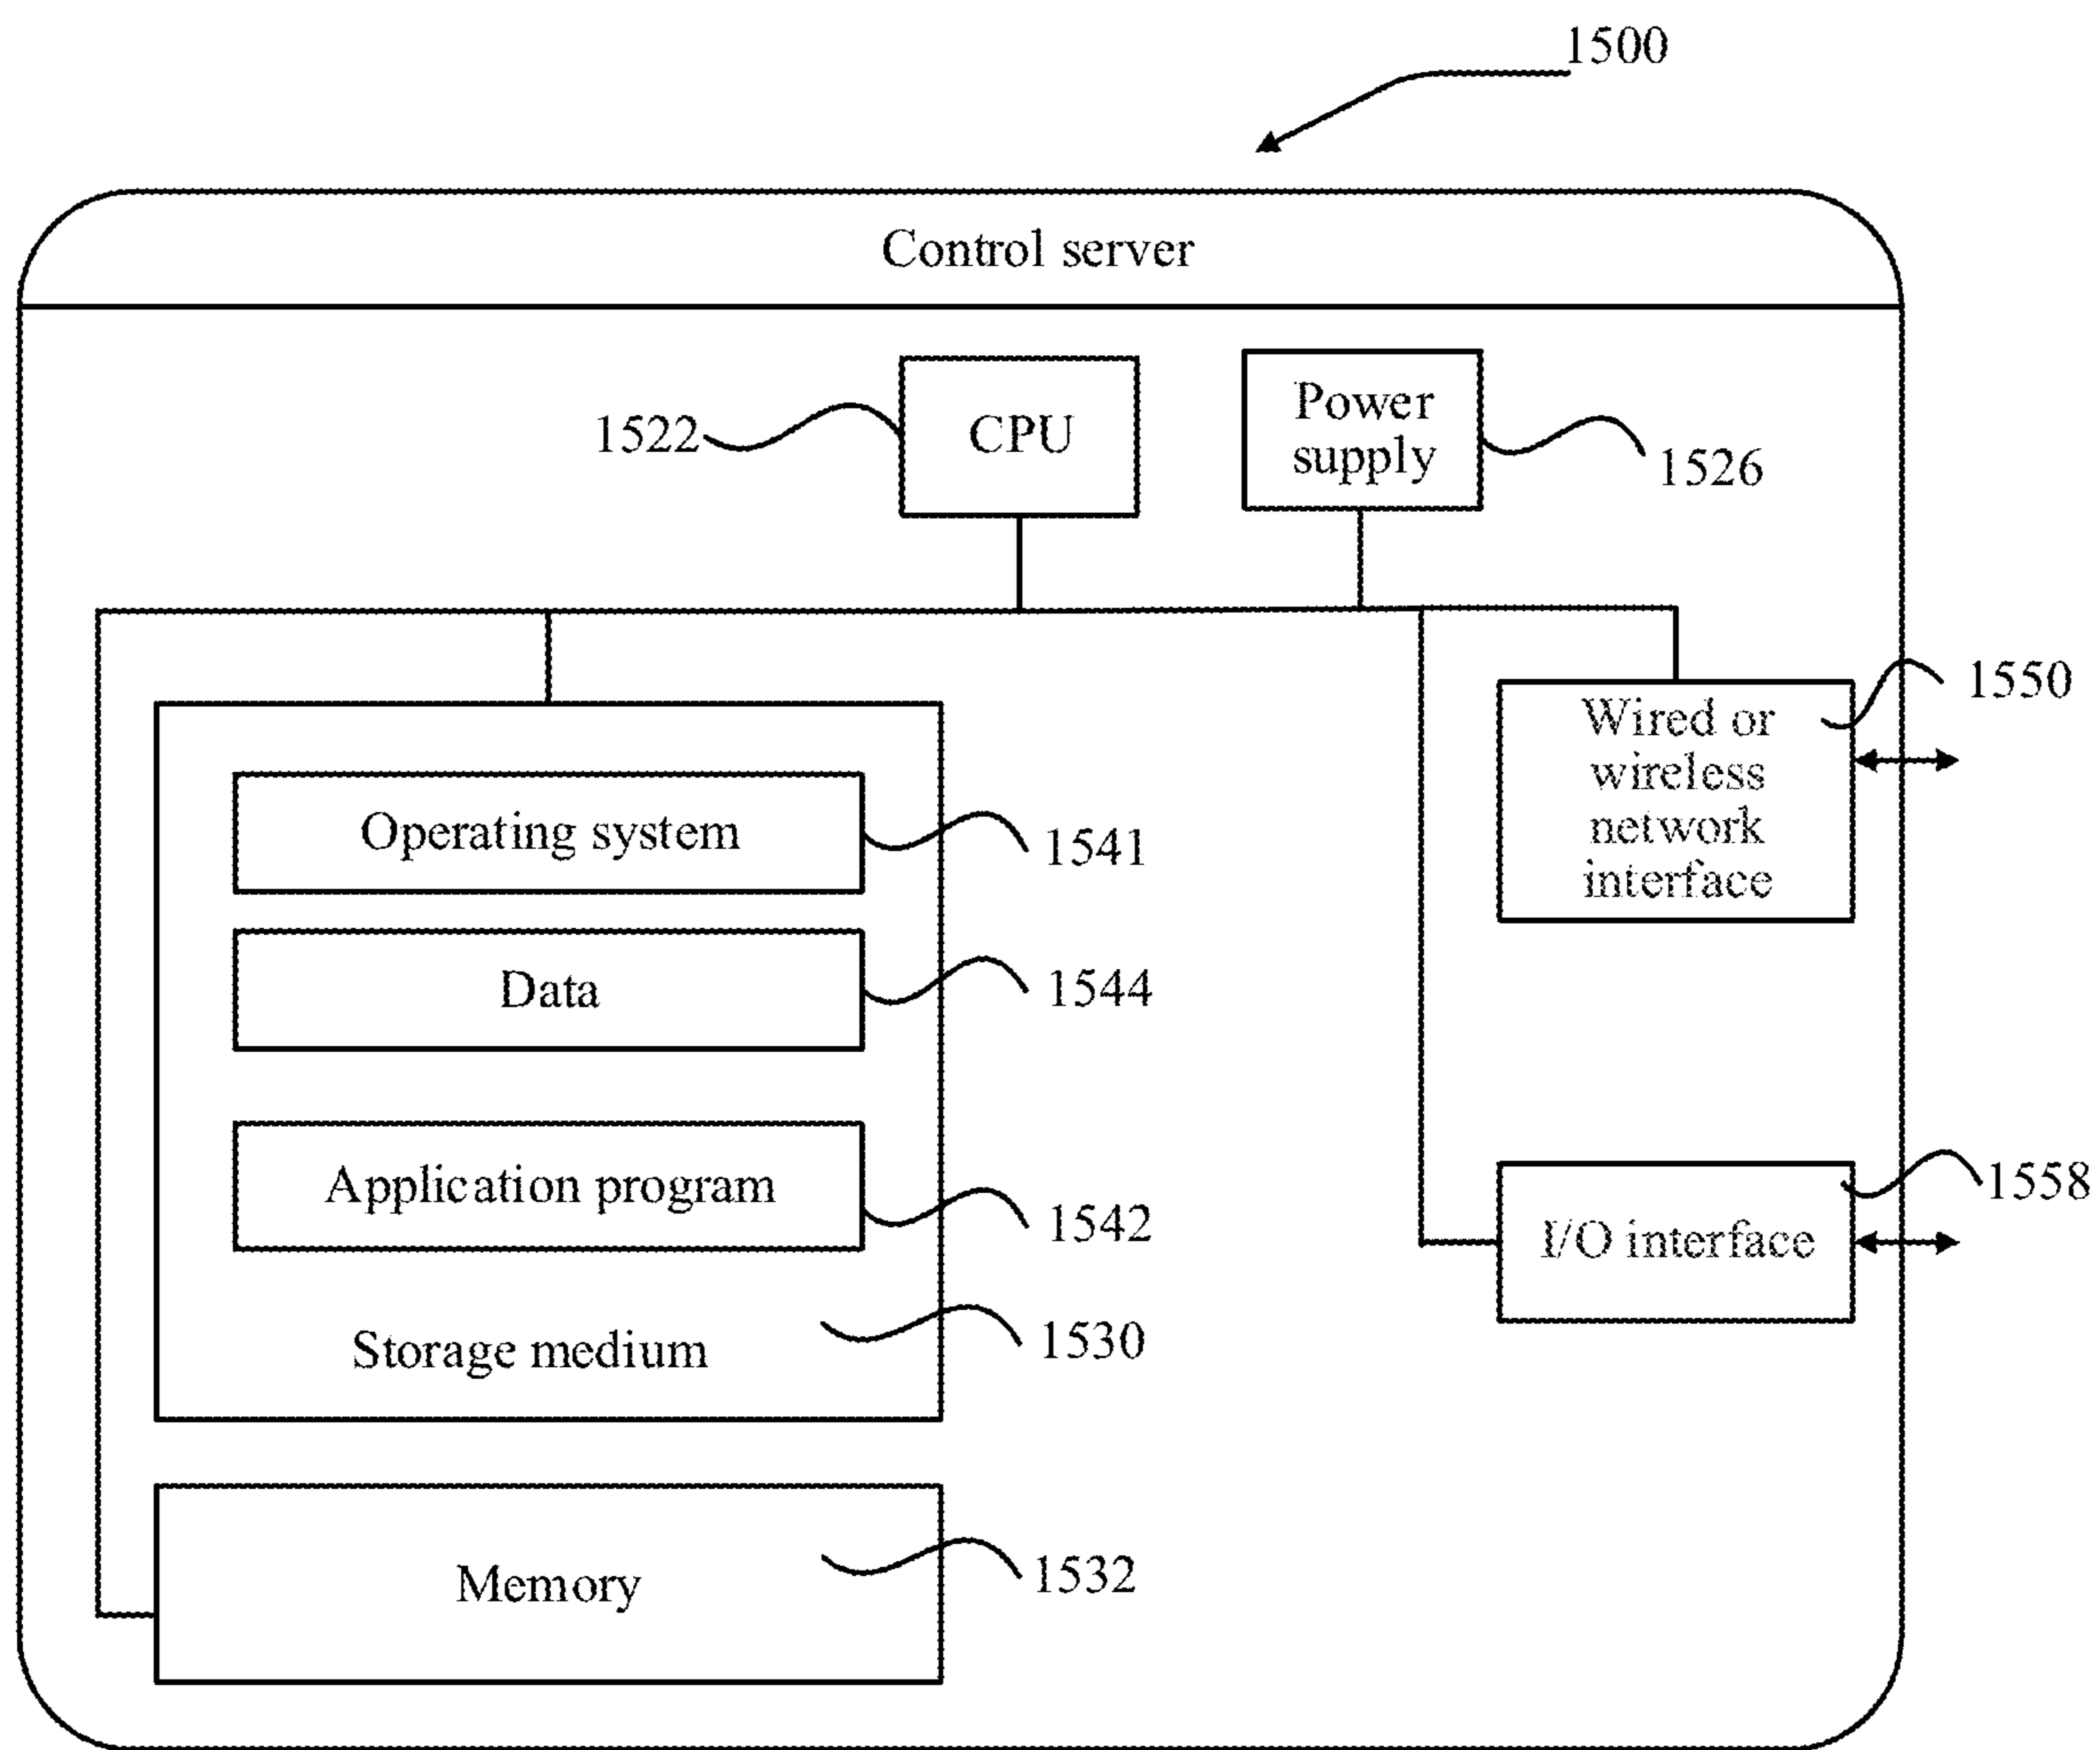 1500
Control server
1522
CPU
Power
supply
1526
1550
Wired or
wireless
network
interface
Operating system
1541
Data
1544
Application program
1542
1558
I/O interface
Storage medium
1530
Memory
1532